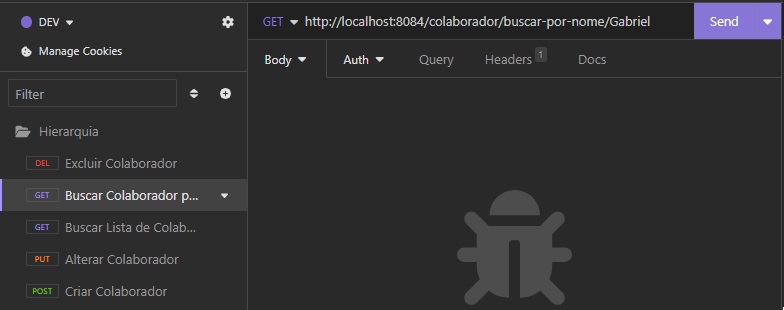 DEV
Manage Cookies
Filter
Hierarquia
DEL Excluir Colaborador
GET Buscar Colaborador p...
GET Buscar Lista de Colab...
PUT Alterar Colaborador
POST Criar Colaborador
GET http://localhost:8084/colaborador/buscar-por-nome/Gabriel Send
Body Auth Query Headers 1 Docs